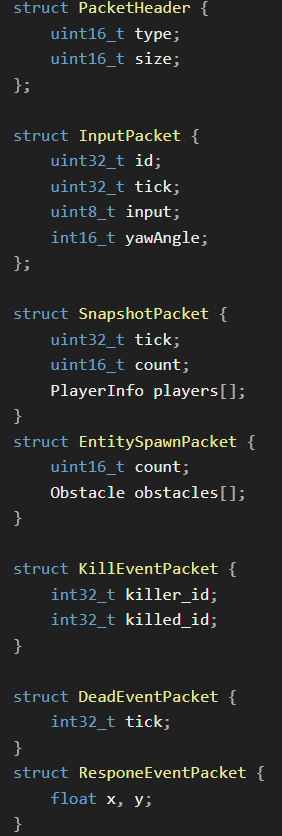 struct PacketHeader {
    uint16_t type;
    uint16_t size;
};

struct InputPacket {
    uint32_t id;
    uint32_t tick;
    uint8_t input;
    int16_t yawAngle;
};

struct SnapshotPacket {
    uint32_t tick;
    uint16_t count;
    PlayerInfo players[];
}
struct EntitySpawnPacket {
    uint16_t count;
    Obstacle obstacles[];
}

struct KillEventPacket {
    int32_t killer_id;
    int32_t killed_id;
}

struct DeadEventPacket {
    int32_t tick;
}
struct ResponeEventPacket {
    float x, y;
}